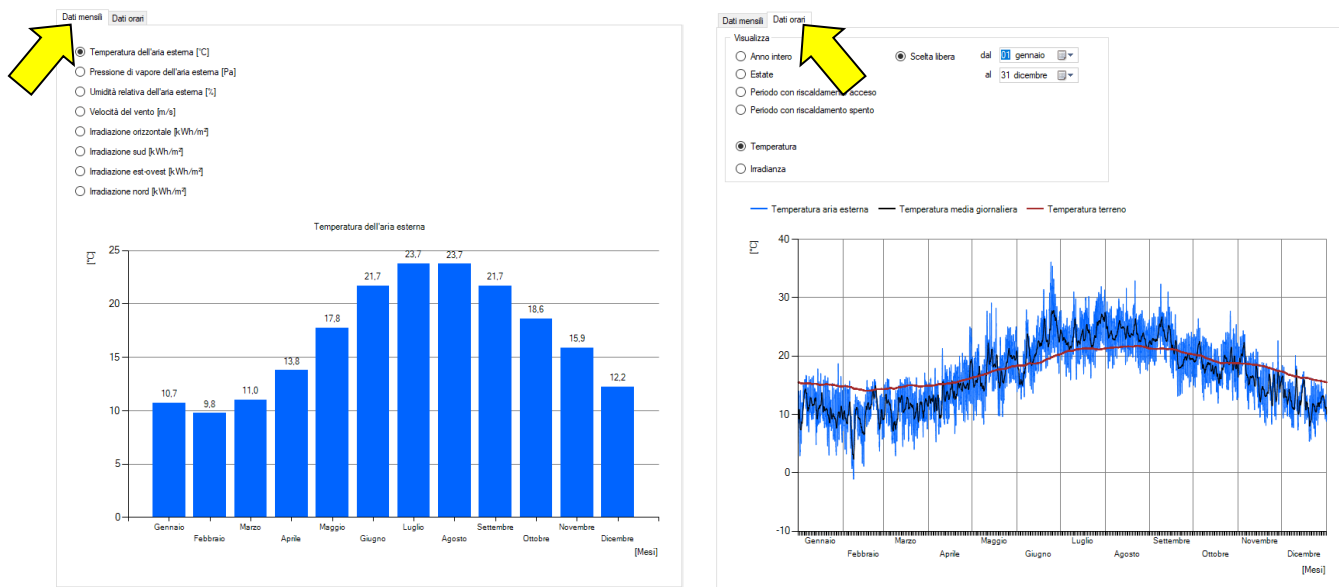 Dati mensili Dati orari
Temperatura dell'aria esterna [°C]
Pressione di vapore dell'aria esterna [Pa]
Umidità relativa dell'aria esterna [%]
Velocità del vento [m/s]
Irradiazione orizzontale [kWh/m²]
Irradiazione sud [kWh/m²]
Irradiazione est-ovest [kWh/m²]
Irradiazione nord [kWh/m²]
Temperatura dell'aria esterna
[°C]
25
20
15
10
5
0
10,7
9,8
11,0
13,8
17,8
21,7
23,7
23,7
21,7
18,6
15,9
12,2
Gennaio
Febbraio
Marzo
Aprile
Maggio
Giugno
Luglio
Agosto
Settembre
Ottobre
Novembre
Dicembre
[Mesi]
Dati mensili Dati orari
Visualizza
Anno intero
Estate
Periodo con riscaldamento acceso
Periodo con riscaldamento spento
Scelta libera
dal 01 gennaio
al 31 dicembre
Temperatura
Irradianza
Temperatura aria esterna Temperatura media giornaliera Temperatura terreno
[°C]
40
30
20
10
0
-10
Gennaio
Febbraio
Marzo
Aprile
Maggio
Giugno
Luglio
Agosto
Settembre
Ottobre
Novembre
Dicembre
[Mesi]